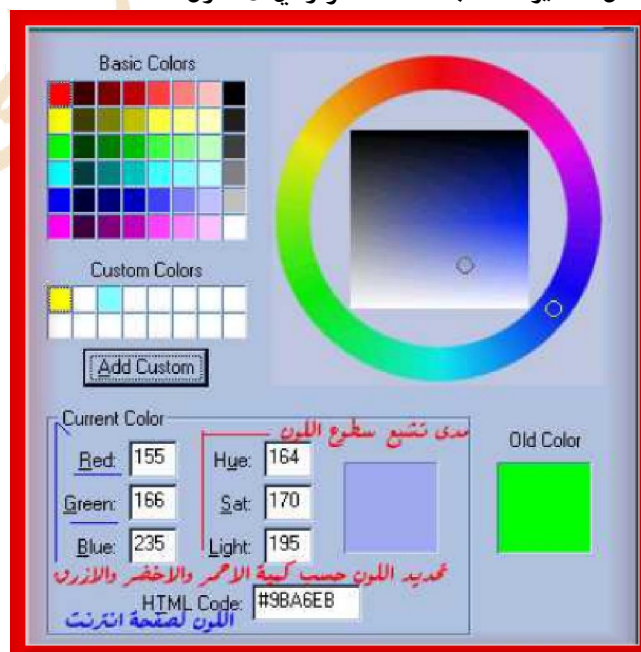 Basic Colors
Custom Colors
Add Custom
Current Color
مدى تشبع سطوع اللون
Old Color
Red: 155 Hue: 164
Green: 166 Sat: 170
Blue: 235 Light: 195
تحديد اللون حسب كمية الاحمر والاخضر والازرق
HTML Code: #9BA6EB
اللون لصفحة انترنت